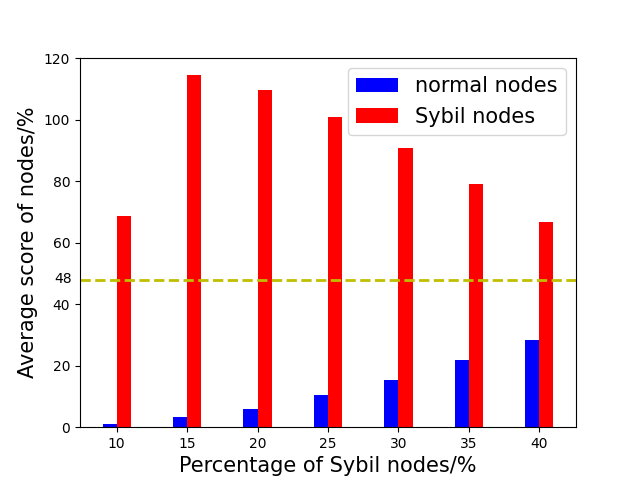 normal nodes
Sybil nodes
Average score of nodes/%
120
100
80
60
48
40
20
0
10 15 20 25 30 35 40
Percentage of Sybil nodes/%